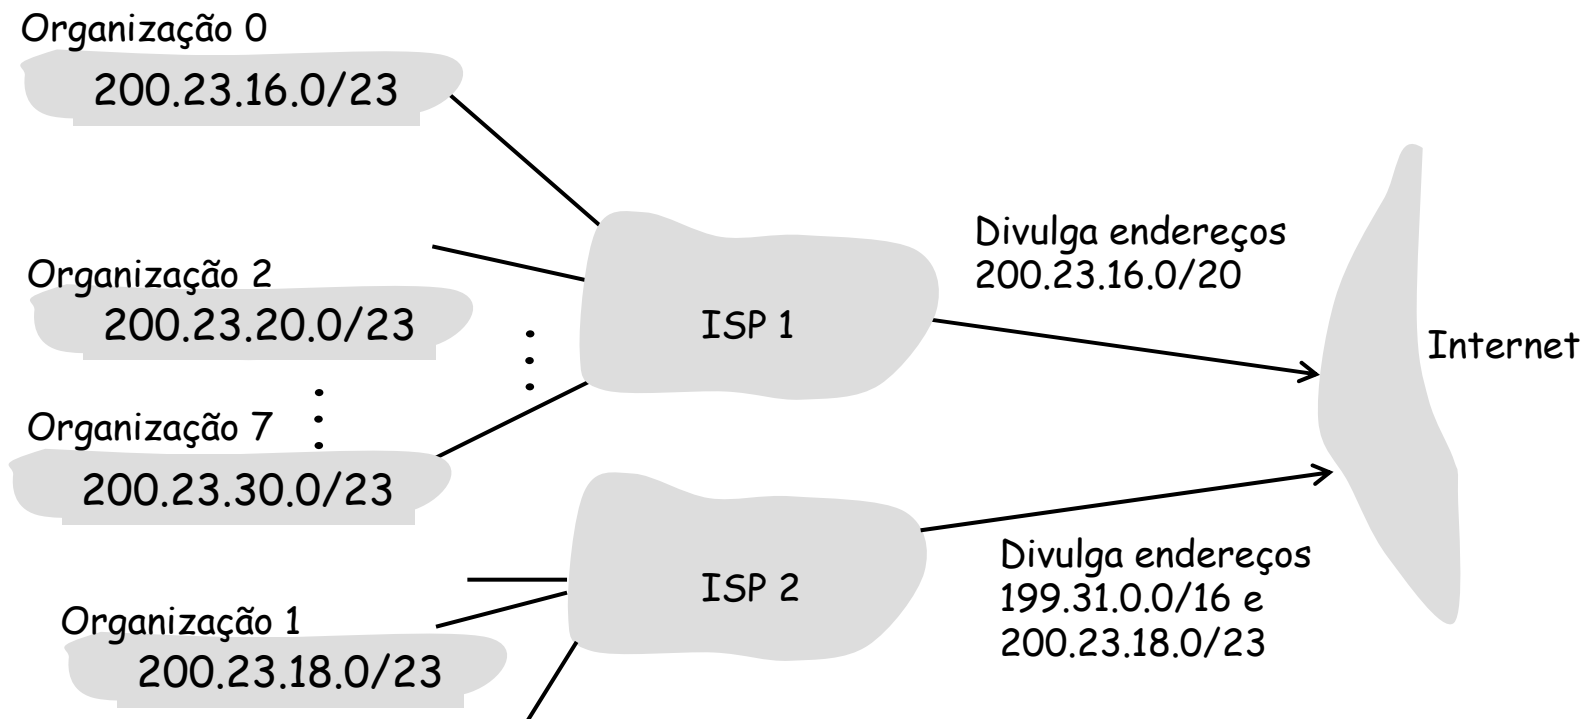 Organização 0
200.23.16.0/23
Organização 2
200.23.20.0/23
Organização 7
200.23.30.0/23
ISP 1
Divulga endereços
200.23.16.0/20
Internet
ISP 2
Divulga endereços
199.31.0.0/16 e
200.23.18.0/23
Organização 1
200.23.18.0/23